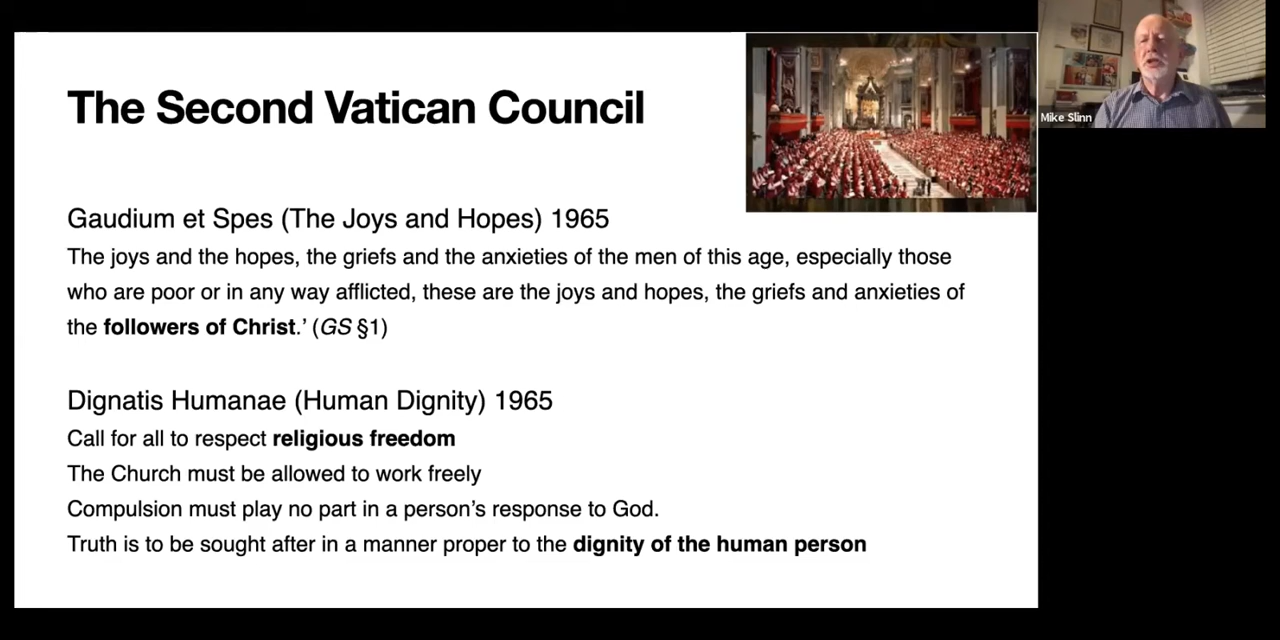 The Second Vatican Council
Gaudium et Spes (The Joys and Hopes) 1965
The joys and the hopes, the griefs and the anxieties of the men of this age, especially those
who are poor or in any way afflicted, these are the joys and hopes, the griefs and anxieties of
the followers of Christ.’ (GS §1)
Dignatis Humanae (Human Dignity) 1965
Call for all to respect religious freedom
The Church must be allowed to work freely
Compulsion must play no part in a person’s response to God.
Truth is to be sought after in a manner proper to the dignity of the human person
Mike Slinn